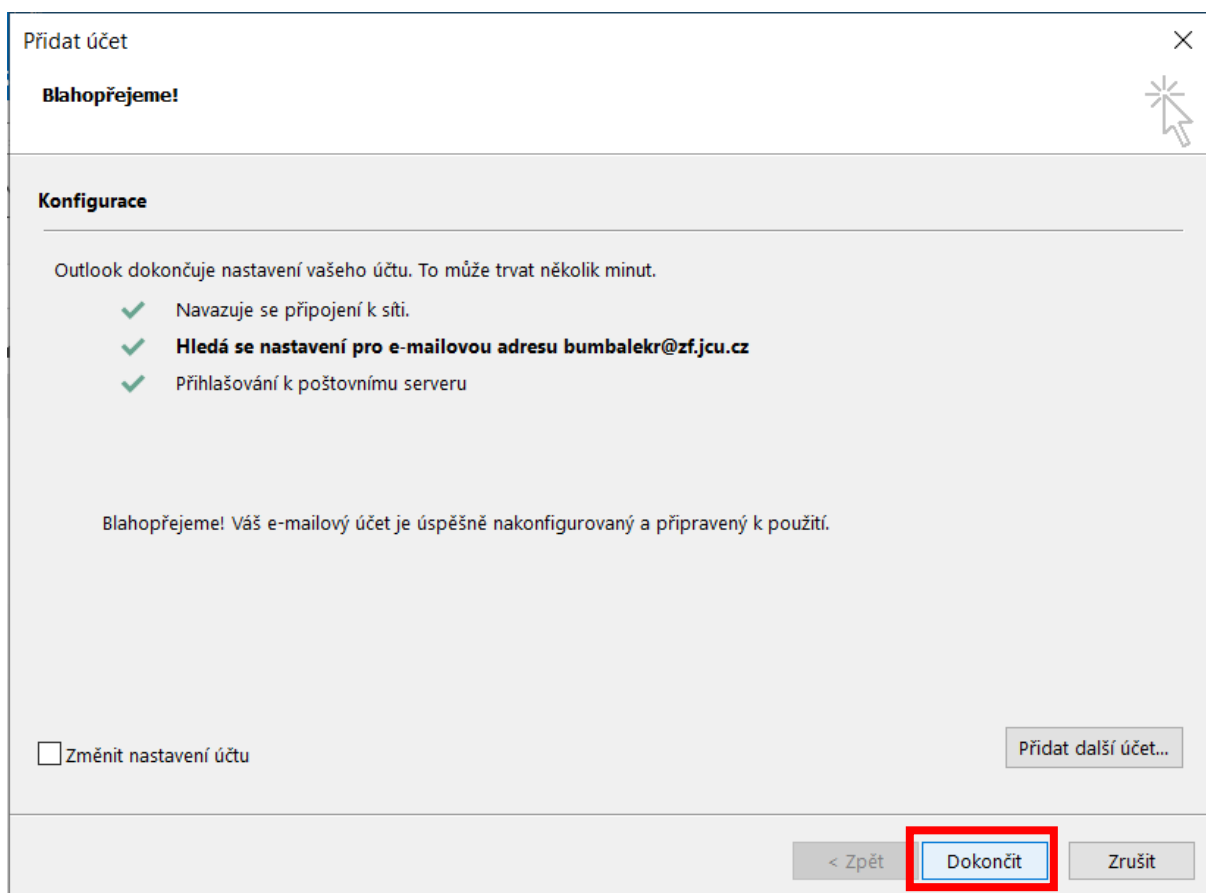 Přidat účet
Blahopřejeme!
Konfigurace
Outlook dokončuje nastavení vašeho účtu. To může trvat několik minut.
Navazuje se připojení k síti.
Hledá se nastavení pro e-mailovou adresu bumbalekr@zf.jcu.cz
Přihlašování k poštovnímu serveru
Blahopřejeme! Váš e-mailový účet je úspěšně nakonfigurovaný a připravený k použití.
Změnit nastavení účtu
Přidat další účet...
< Zpět
Dokončit
Zrušit